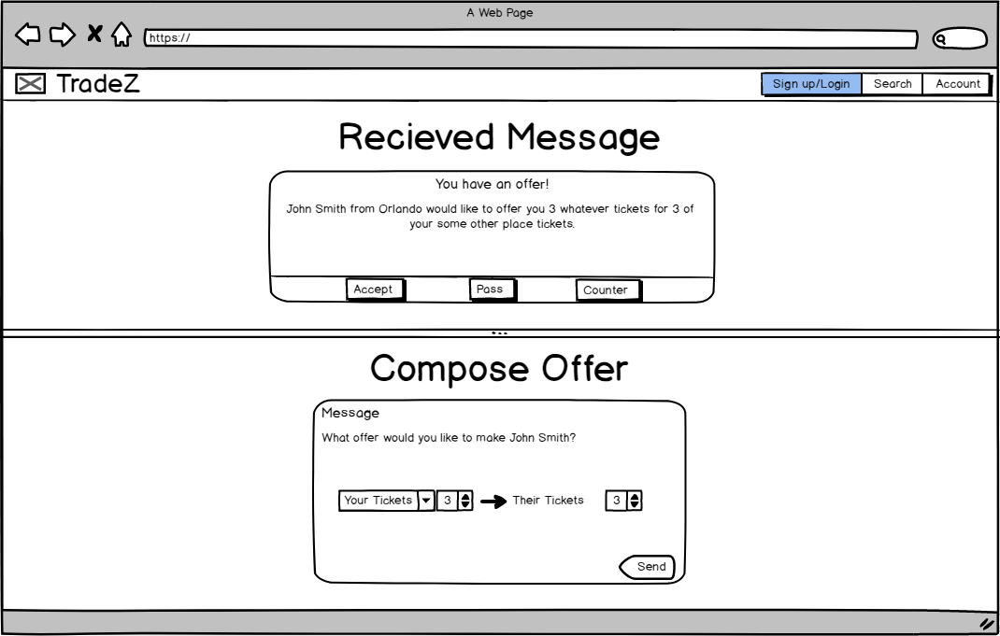 A Web Page
https://
TradeZ
Sign up/Login Search Account
Recieved Message
You have an offer!
John Smith from Orlando would like to offer you 3 whatever tickets for 3 of
your some other place tickets.
Accept Pass Counter
Compose Offer
Message
What offer would you like to make John Smith?
Your Tickets 3 Their Tickets 3
Send